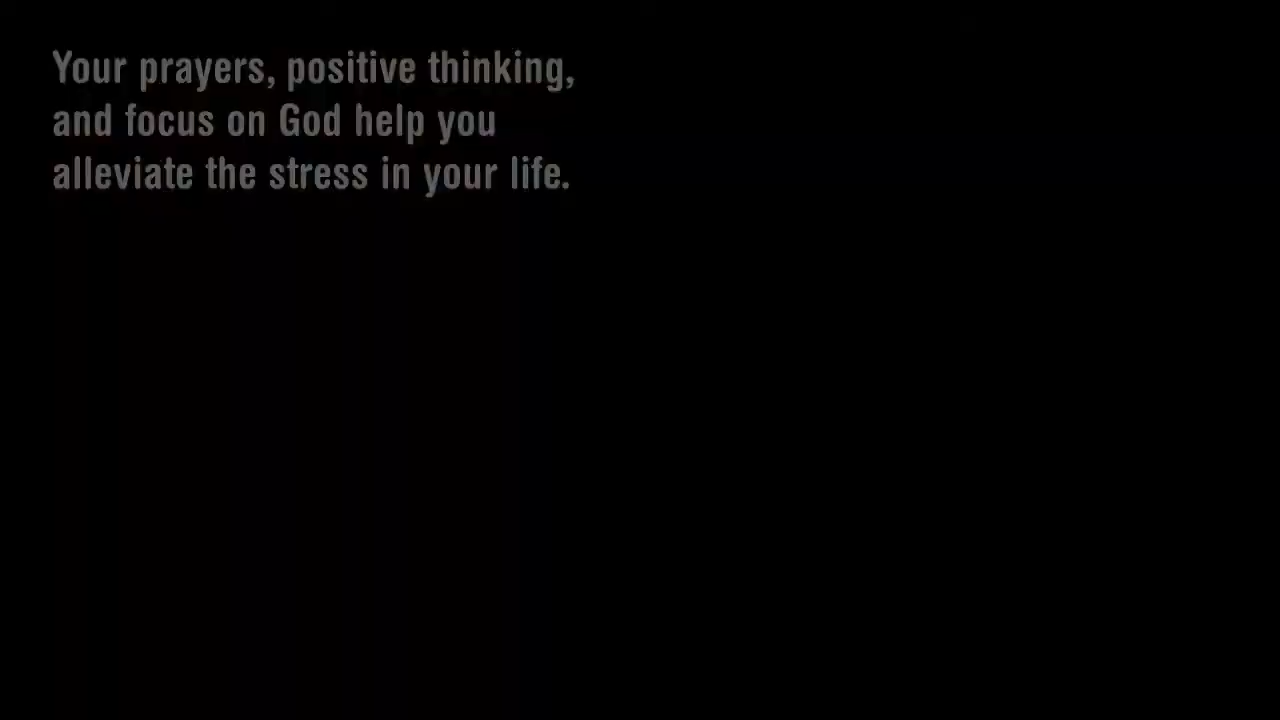 Your prayers, positive thinking,
and focus on God help you
alleviate the stress in your life.